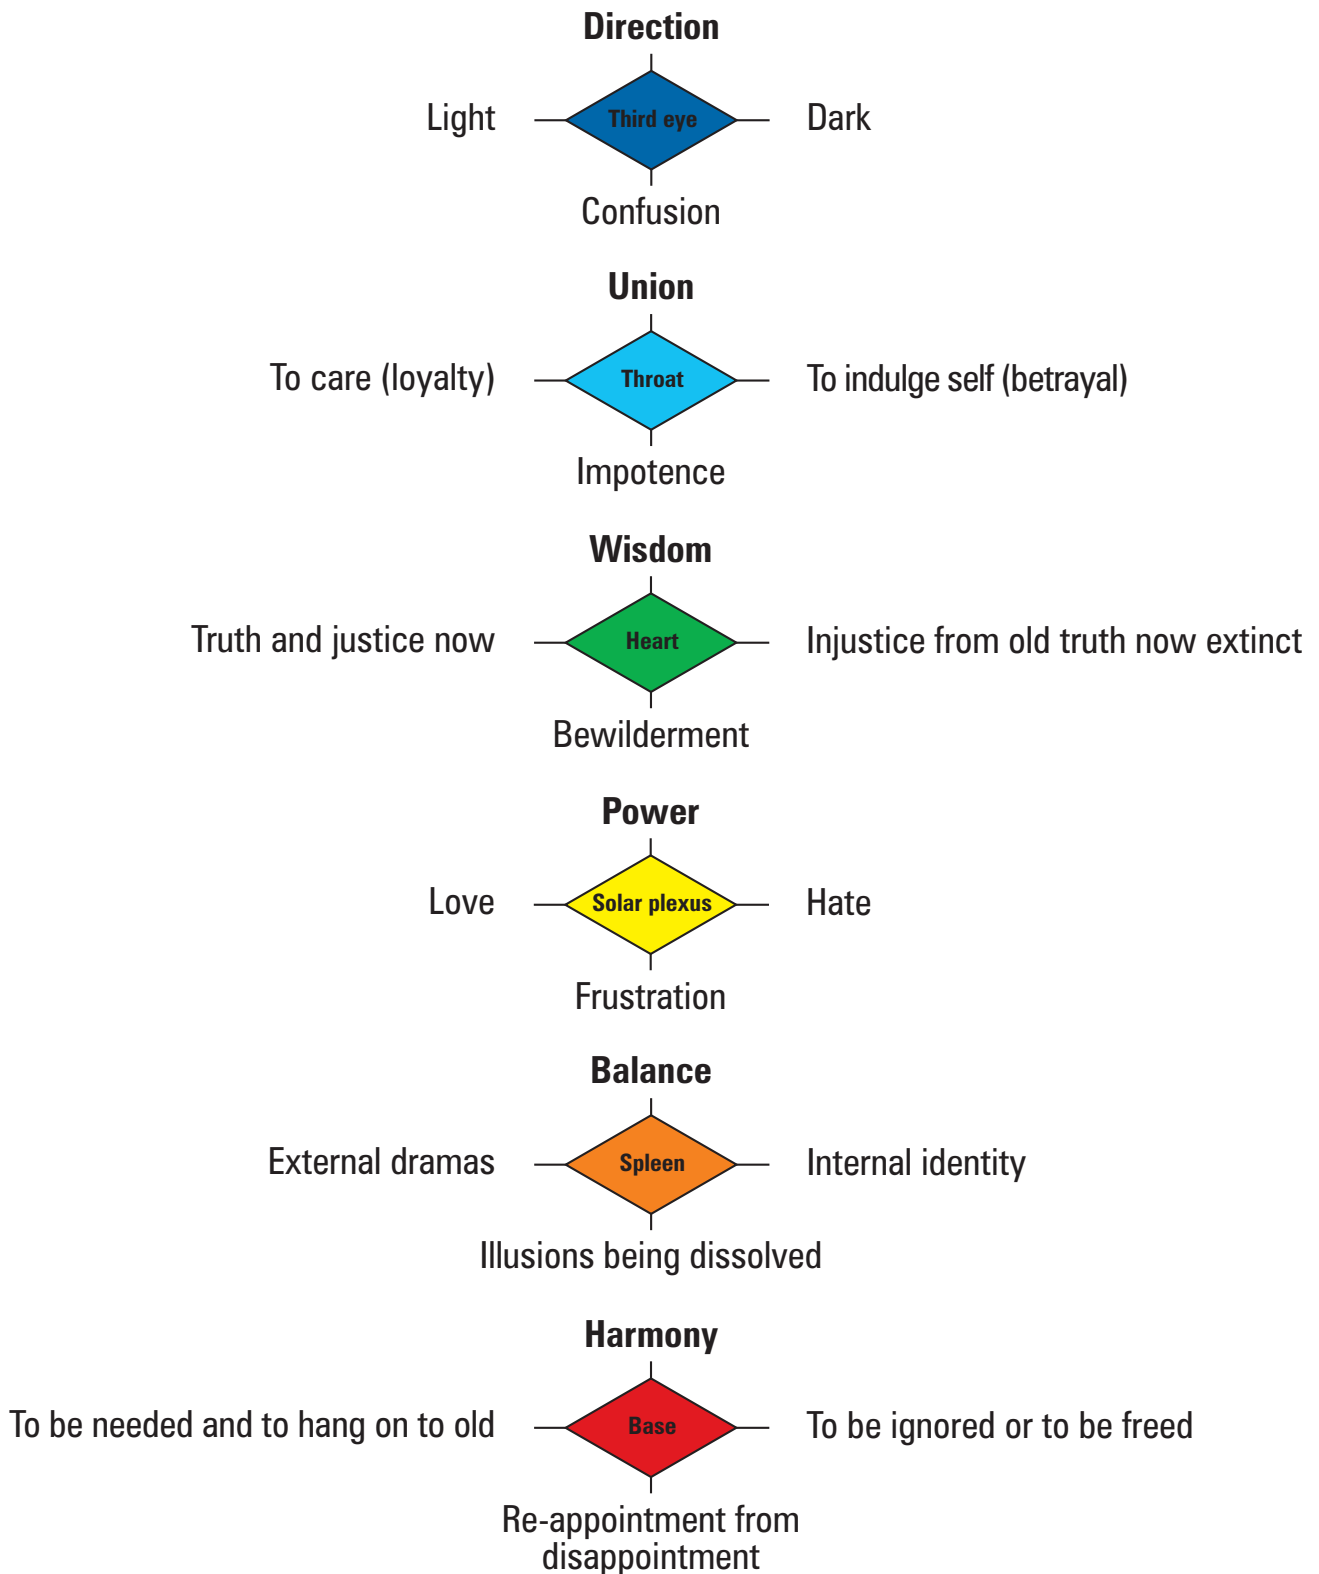 Direction
Light
Third eye
Dark
Confusion
Union
To care (loyalty)
Throat
To indulge self (betrayal)
Impotence
Wisdom
Truth and justice now
Heart
Injustice from old truth now extinct
Bewilderment
Power
Love
Solar plexus
Hate
Frustration
Balance
External dramas
Spleen
Internal identity
Illusions being dissolved
Harmony
To be needed and to hang on to old
Base
To be ignored or to be freed
Re-appointment from
disappointment